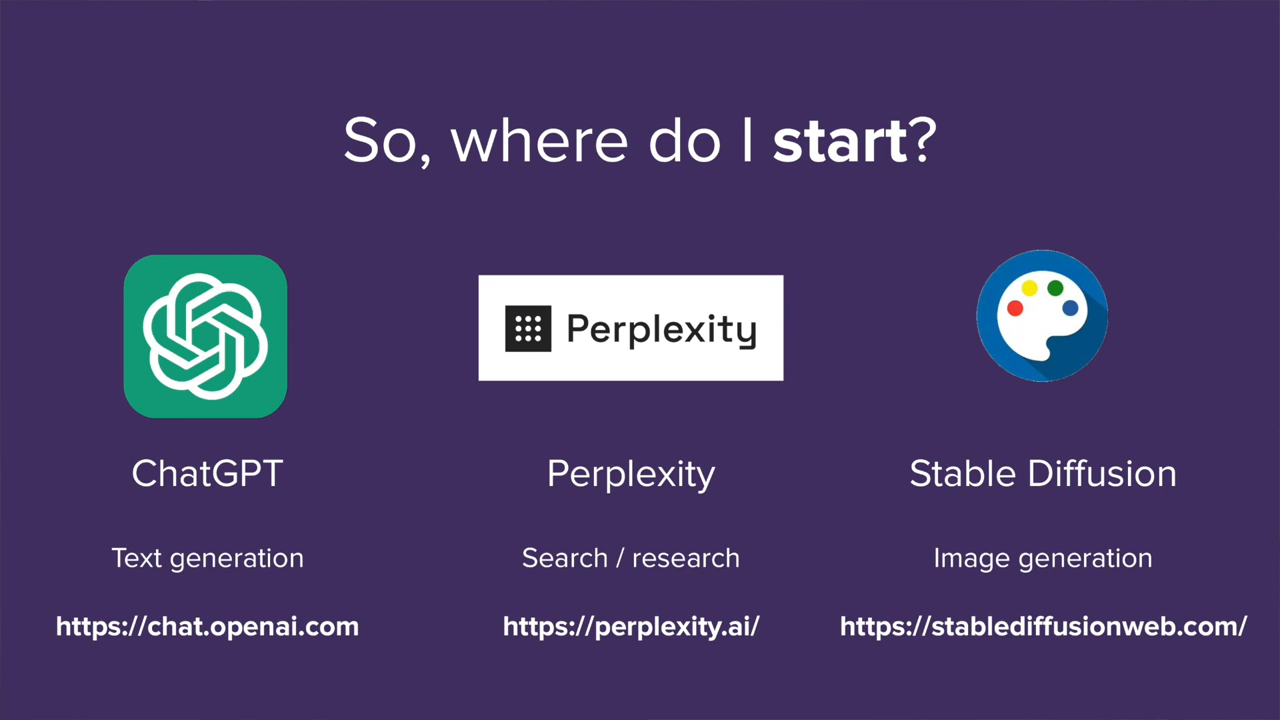 So, where do I start?
Perplexity
ChatGPT
Perplexity
Stable Diffusion
Text generation
Search / research
Image generation
https://chat.openai.com
https://perplexity.ai/
https://stablediffusionweb.com/